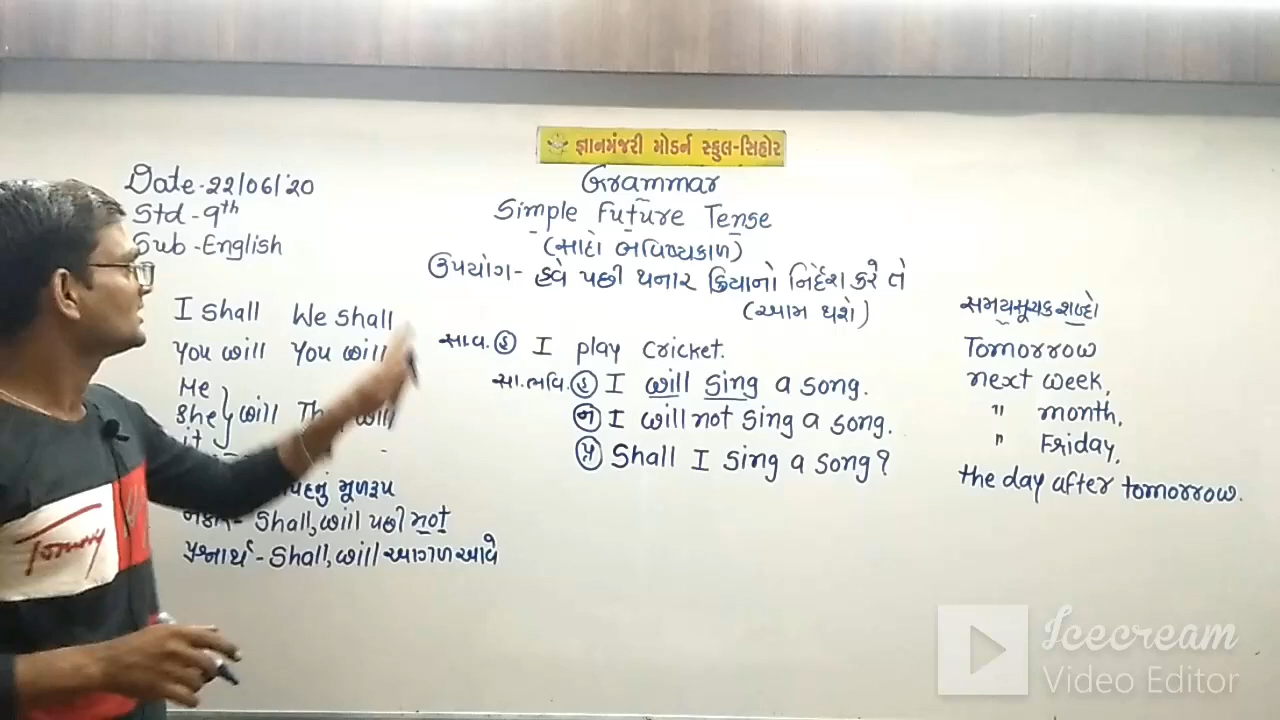 જ્ઞાનમંજરી મોડર્ન સ્કુલ-સિહોર
Date-22/06/'20
Std-9th
Sub-English
Grammar
Simple Future Tense
(સાદો ભવિષ્યકાળ)
ઉપયોગ- હવે પછી થનાર ક્રિયાનો નિર્દેશ કરે તે
(આમ થશે)
I shall We shall
You will You will
He
She } will will
it
મૂળરૂપ
Shall, will પછી not
પ્રશ્નાર્થ - Shall, will આગળ આવે
સાવ. (હ) I play cricket.
સા.ભવિ. (હ) I will sing a song.
(ન) I will not sing a song.
(પ્ર) Shall I sing a song?
સમયસૂચક શબ્દો
Tomorrow
next week,
" month,
" Friday,
the day after tomorrow.
Tommy
Icecream
Video Editor